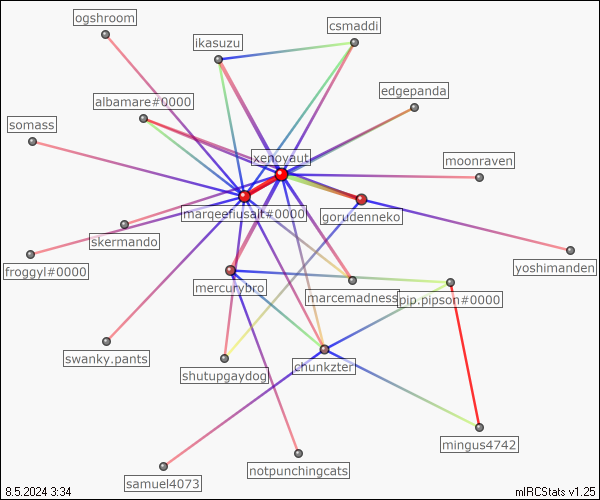 ogshroom
csmaddi
ikasuzu
edgepanda
albamare#0000
somass
xenovaut
moonraven
marqeefiusalt#0000
gorudenneko
skermando
froggyl#0000
yoshimanden
mercurybro
marcemadness
pip.pipson#0000
swanky.pants
shutupgaydog
chunkzter
mingus4742
notpunchingcats
samuel4073
8.5.2024 3:34
mIRCStats v1.25